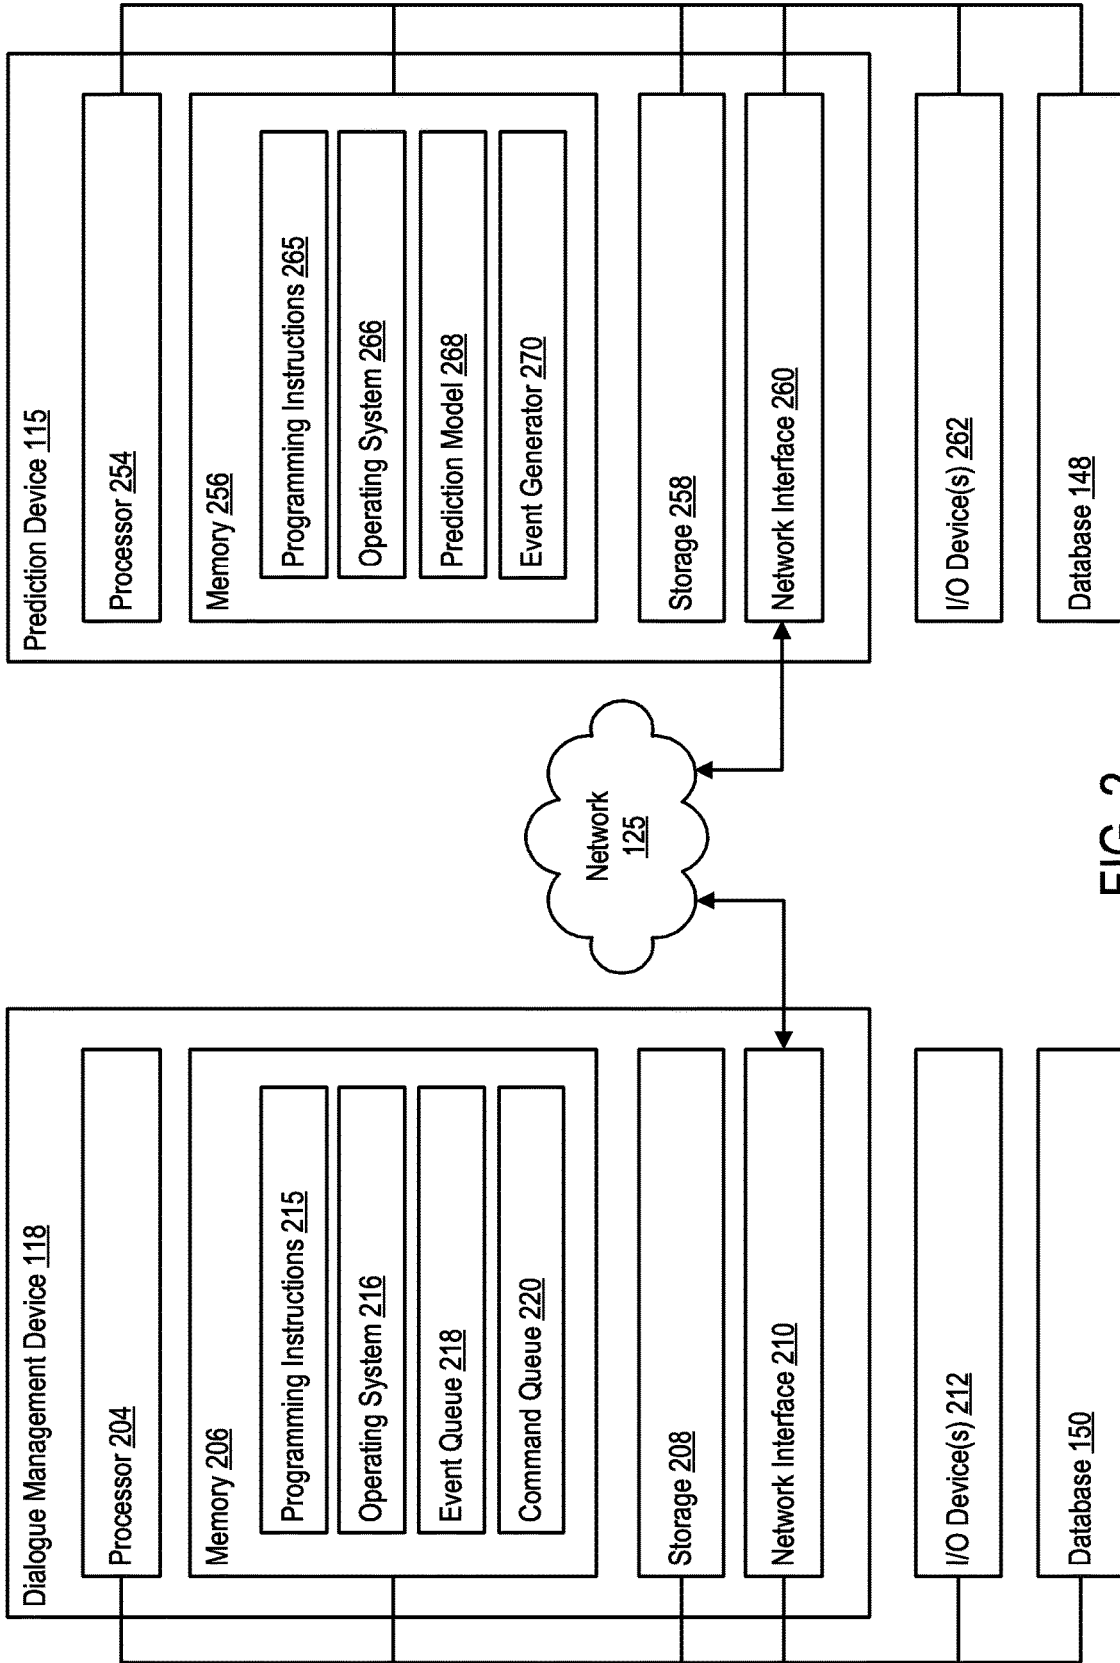 Dialogue Management Device 118
Processor 204
Memory 206
Programming Instructions 215
Operating System 216
Event Queue 218
Command Queue 220
Storage 208
Network Interface 210
I/O Device(s) 212
Database 150
Network
125
Prediction Device 115
Processor 254
Memory 256
Programming Instructions 265
Operating System 266
Prediction Model 268
Event Generator 270
Storage 258
Network Interface 260
I/O Device(s) 262
Database 148
FIG. 2